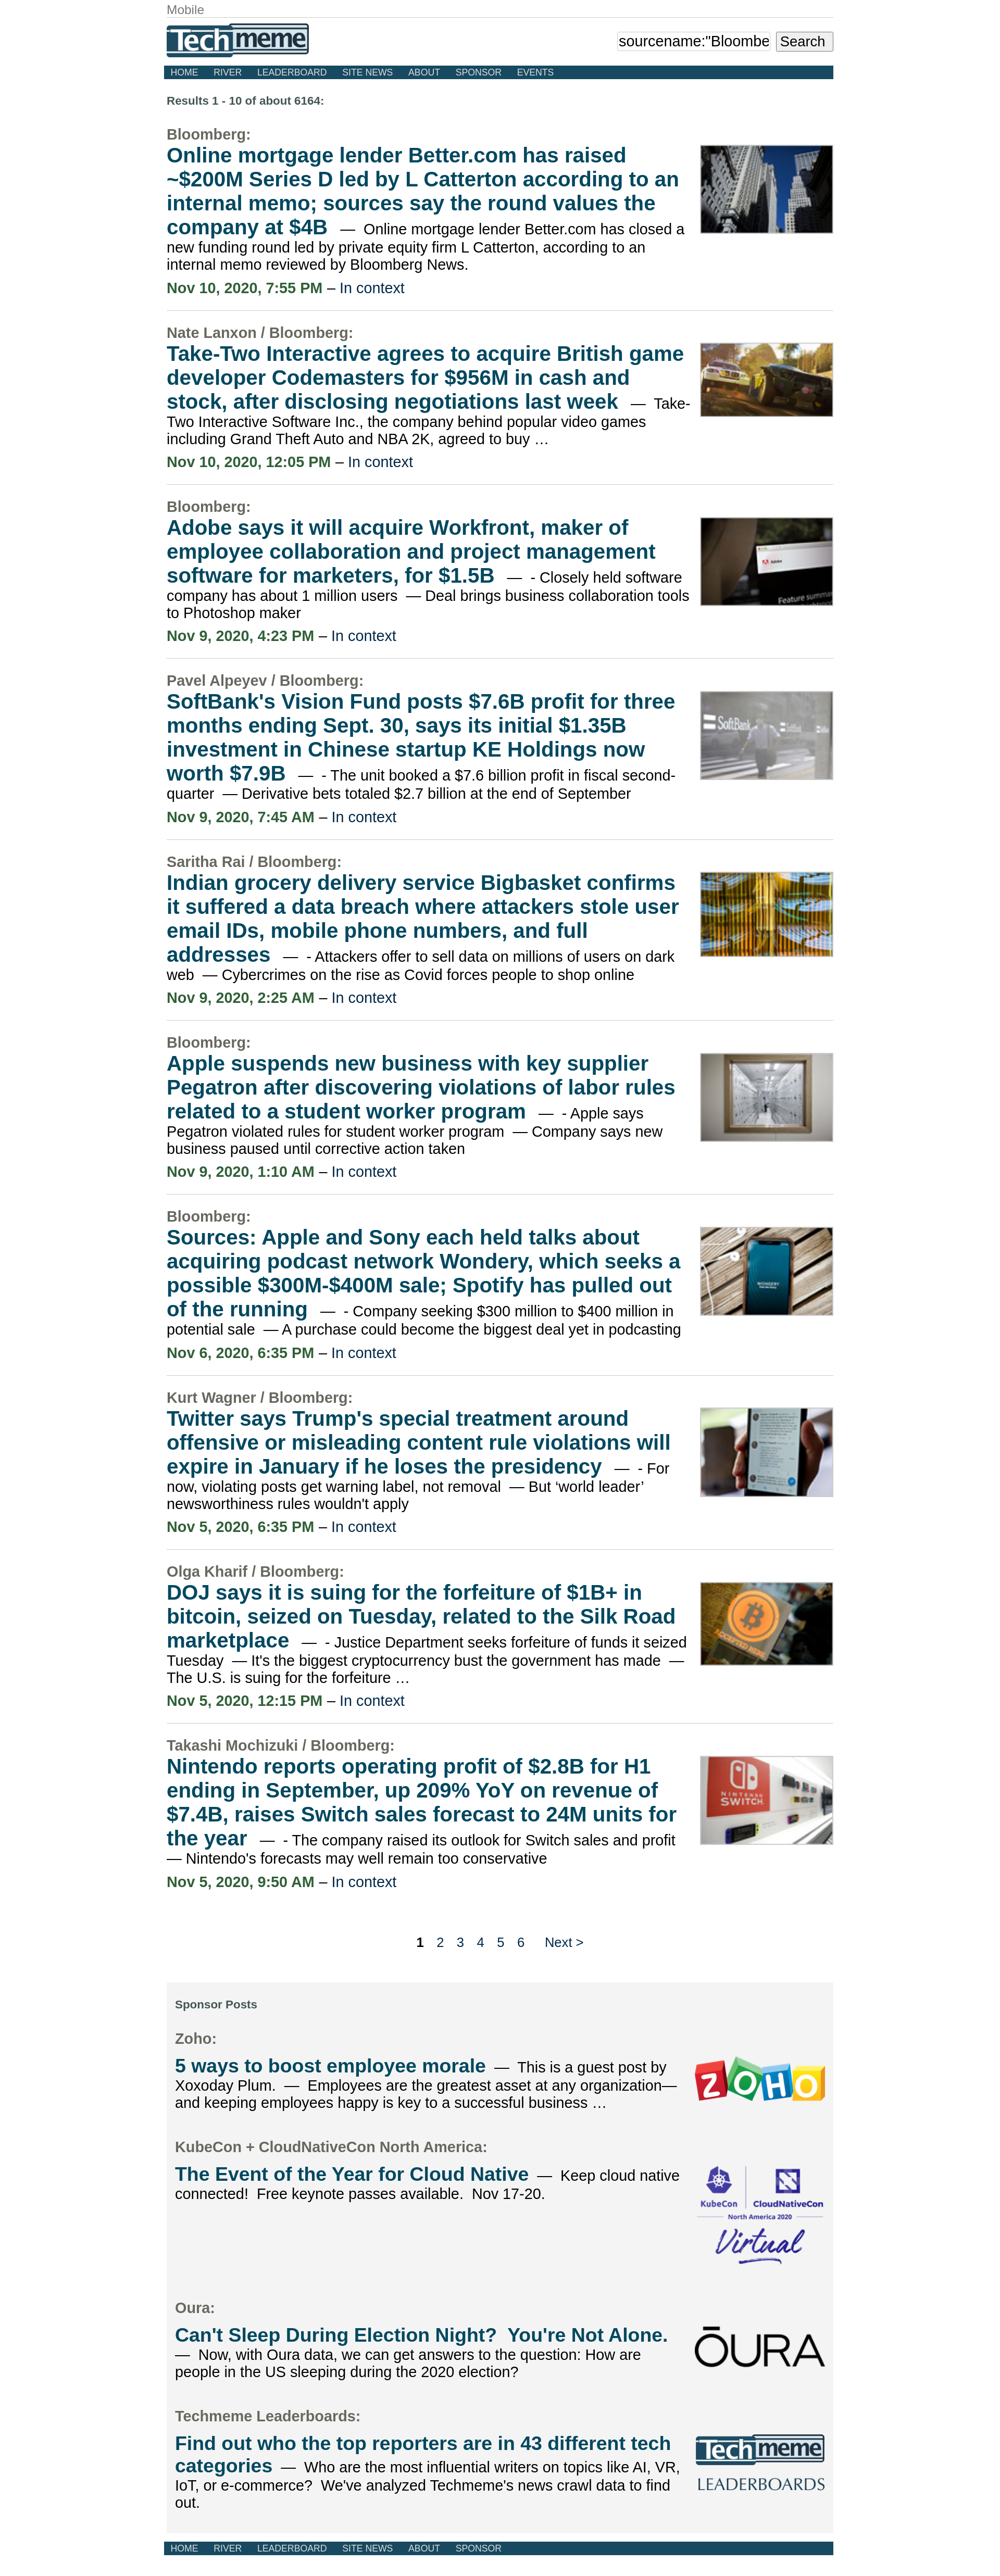 Mobile
Techmeme
sourcename:"Bloombe Search
HOME RIVER LEADERBOARD SITE NEWS ABOUT SPONSOR EVENTS
Results 1 - 10 of about 6164:
Bloomberg:
Online mortgage lender Better.com has raised
~$200M Series D led by L Catterton according to an
internal memo; sources say the round values the
company at $4B — Online mortgage lender Better.com has closed a
new funding round led by private equity firm L Catterton, according to an
internal memo reviewed by Bloomberg News.
Nov 10, 2020, 7:55 PM – In context
Nate Lanxon / Bloomberg:
Take-Two Interactive agrees to acquire British game
developer Codemasters for $956M in cash and
stock, after disclosing negotiations last week — Take-
Two Interactive Software Inc., the company behind popular video games
including Grand Theft Auto and NBA 2K, agreed to buy …
Nov 10, 2020, 12:05 PM – In context
Bloomberg:
Adobe says it will acquire Workfront, maker of
employee collaboration and project management
software for marketers, for $1.5B — - Closely held software
company has about 1 million users — Deal brings business collaboration tools
to Photoshop maker
Adobe
Feature summa
Nov 9, 2020, 4:23 PM – In context
Pavel Alpeyev / Bloomberg:
SoftBank's Vision Fund posts $7.6B profit for three
months ending Sept. 30, says its initial $1.35B
investment in Chinese startup KE Holdings now
worth $7.9B — - The unit booked a $7.6 billion profit in fiscal second-
quarter — Derivative bets totaled $2.7 billion at the end of September
SoftBank
Nov 9, 2020, 7:45 AM – In context
Saritha Rai / Bloomberg:
Indian grocery delivery service Bigbasket confirms
it suffered a data breach where attackers stole user
email IDs, mobile phone numbers, and full
addresses — - Attackers offer to sell data on millions of users on dark
web — Cybercrimes on the rise as Covid forces people to shop online
Nov 9, 2020, 2:25 AM – In context
Bloomberg:
Apple suspends new business with key supplier
Pegatron after discovering violations of labor rules
related to a student worker program — - Apple says
Pegatron violated rules for student worker program — Company says new
business paused until corrective action taken
Nov 9, 2020, 1:10 AM – In context
Bloomberg:
Sources: Apple and Sony each held talks about
acquiring podcast network Wondery, which seeks a
possible $300M-$400M sale; Spotify has pulled out
of the running — - Company seeking $300 million to $400 million in
potential sale — A purchase could become the biggest deal yet in podcasting
WONDERY
Nov 6, 2020, 6:35 PM – In context
Kurt Wagner / Bloomberg:
Twitter says Trump's special treatment around
offensive or misleading content rule violations will
expire in January if he loses the presidency — - For
now, violating posts get warning label, not removal — But ‘world leader’
newsworthiness rules wouldn't apply
Nov 5, 2020, 6:35 PM – In context
Olga Kharif / Bloomberg:
DOJ says it is suing for the forfeiture of $1B+ in
bitcoin, seized on Tuesday, related to the Silk Road
marketplace — - Justice Department seeks forfeiture of funds it seized
Tuesday — It's the biggest cryptocurrency bust the government has made —
The U.S. is suing for the forfeiture …
Nov 5, 2020, 12:15 PM – In context
Takashi Mochizuki / Bloomberg:
Nintendo reports operating profit of $2.8B for H1
ending in September, up 209% YoY on revenue of
$7.4B, raises Switch sales forecast to 24M units for
the year — - The company raised its outlook for Switch sales and profit
— Nintendo's forecasts may well remain too conservative
NINTENDO
SWITCH
Nov 5, 2020, 9:50 AM – In context
1 2 3 4 5 6 Next >
Sponsor Posts
Zoho:
5 ways to boost employee morale — This is a guest post by
Xoxoday Plum. — Employees are the greatest asset at any organization—
and keeping employees happy is key to a successful business …
ZOHO
KubeCon + CloudNativeCon North America:
The Event of the Year for Cloud Native — Keep cloud native
connected! Free keynote passes available. Nov 17-20.
KubeCon CloudNativeCon
North America 2020
Virtual
Oura:
Can't Sleep During Election Night? You're Not Alone.
— Now, with Oura data, we can get answers to the question: How are
people in the US sleeping during the 2020 election?
ŌURA
Techmeme Leaderboards:
Find out who the top reporters are in 43 different tech
categories — Who are the most influential writers on topics like AI, VR,
IoT, or e-commerce? We've analyzed Techmeme's news crawl data to find
out.
Techmeme
LEADERBOARDS
HOME RIVER LEADERBOARD SITE NEWS ABOUT SPONSOR